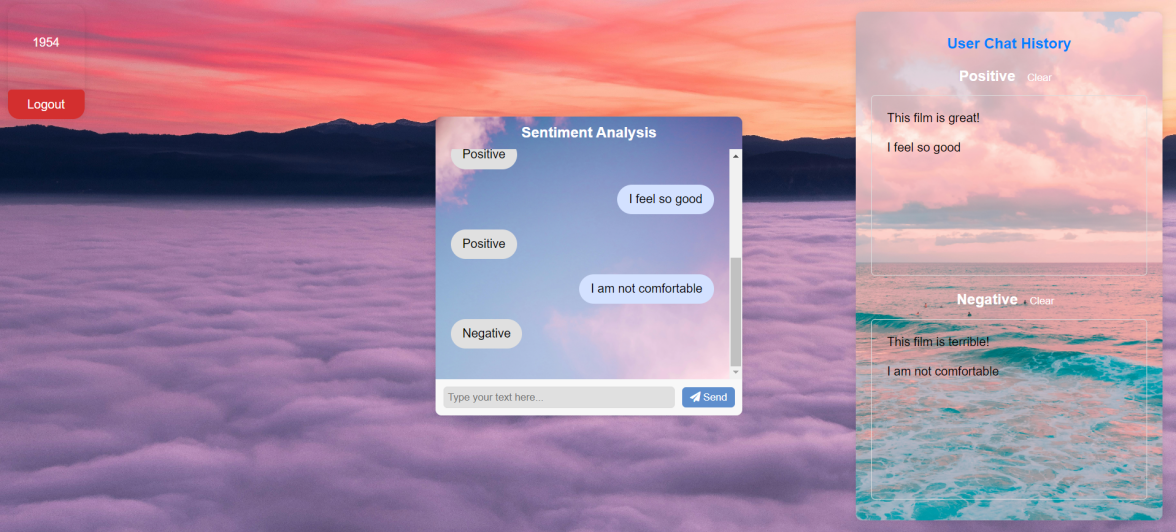 1954
Logout
Sentiment Analysis
Positive
I feel so good
Positive
I am not comfortable
Negative
Type your text here...
Send
User Chat History
Positive Clear
This film is great!
I feel so good
Negative Clear
This film is terrible!
I am not comfortable